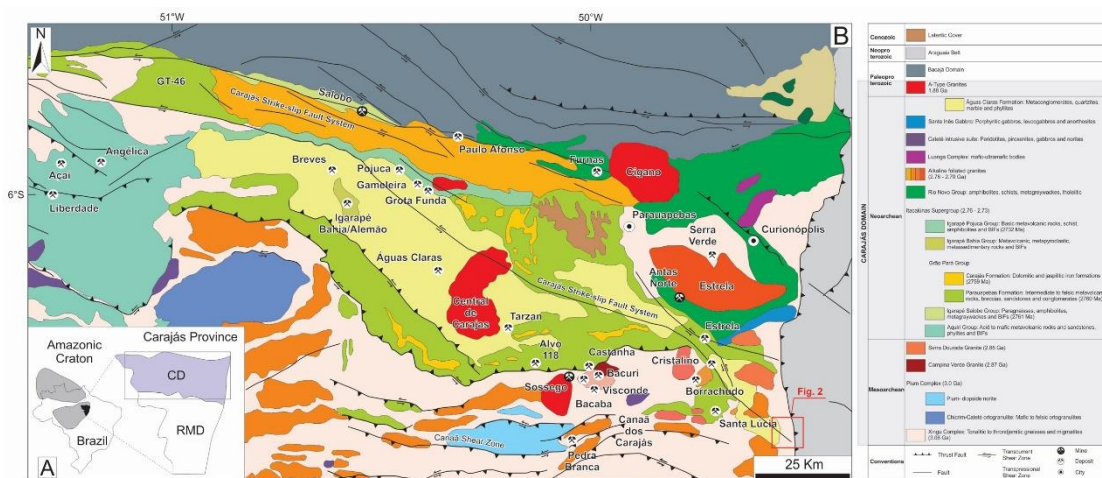 51°W
50°W
N
B
GT-46
Salobo
Carajás Strike-slip Fault System
Paulo Afonso
Furnas
Cigano
Angélica
Açaí
Liberdade
6°S
Breves
Pojuca
Gameleira
Grota Funda
Igarapé
Bahia/Alemão
Parauapebas
Serra
Verde
Curionópolis
Águas Claras
Antas
Norte
Estrela
Central
de
Carajas
Carajás Strike-slip Fault System
Tarzan
Estrela
Alvo
118
Castanha
Cristalino
Bacuri
Sossego
Visconde
Borrachudo
Bacaba
Santa Lúcia
Fig. 2
Canaã
dos
Carajás
Canaã Shear Zone
Pedra
Branca
25 Km
Amazonic
Craton
Carajás Province
CD
RMD
Brazil
A
Cenozoic
Lateritic Cover
Neopro
terozoic
Araguaia Belt
Paleopro
terozoic
Bacajá Domain
A-Type Granites
1.88 Ga
CARAJÁS DOMAIN
Neoarchean
Águas Claras Formation: Metaconglomerates, quartzites,
marbles and phyllites
Santa Inês Gabbro: Porphyritic gabbros, leucogabbros and anorthosites
Cateté intrusive suite: Peridotites, piroxenites, gabbros and norites
Luanga Complex: mafic-ultramafic bodies
Alkaline foliated granites
(2.76 - 2.73 Ga)
Rio Novo Group: amphibolites, schists, metagreywackes, tholeiitic
Itacaiúnas Supergroup (2.76 - 2.73)
Igarapé Pojuca Group: Basic metavolcanic rocks, schist,
amphibolites and BIFs (2732 Ma)
Igarapé Bahia Group: Metavolcanic, metapyroclastic,
metasedimentary rocks and BIFs
Grão Pará Group
Carajás Formation: Dolomitic and jaspilitic iron formations
(2759 Ma)
Parauapebas Formation: Intermediate to felsic metavolcanic
rocks, breccias, sandstones and conglomerates (2760 Ma)
Igarapé Salobo Group: Paragneisses, amphibolites,
metagreywackes and BIFs (2761 Ma)
Aquiri Group: Acid to mafic metavolcanic rocks and sandstones,
phyllites and BIFs
Mesoarchean
Serra Dourada Granite (2.85 Ga)
Campina Verde Granite (2.87 Ga)
Pium Complex (3.0 Ga)
Pium- diopside norite
Chicrim-Cateté ortogranulite: Mafic to felsic ortogranulites
Xingu Complex: Tonalitic to throndjemitic gneisses and migmatites
(3.08 Ga)
Conventions
Thrust Fault
Transcurrent
Shear Zone
Mine
Deposit
Fault
Transpressional
Shear Zone
City